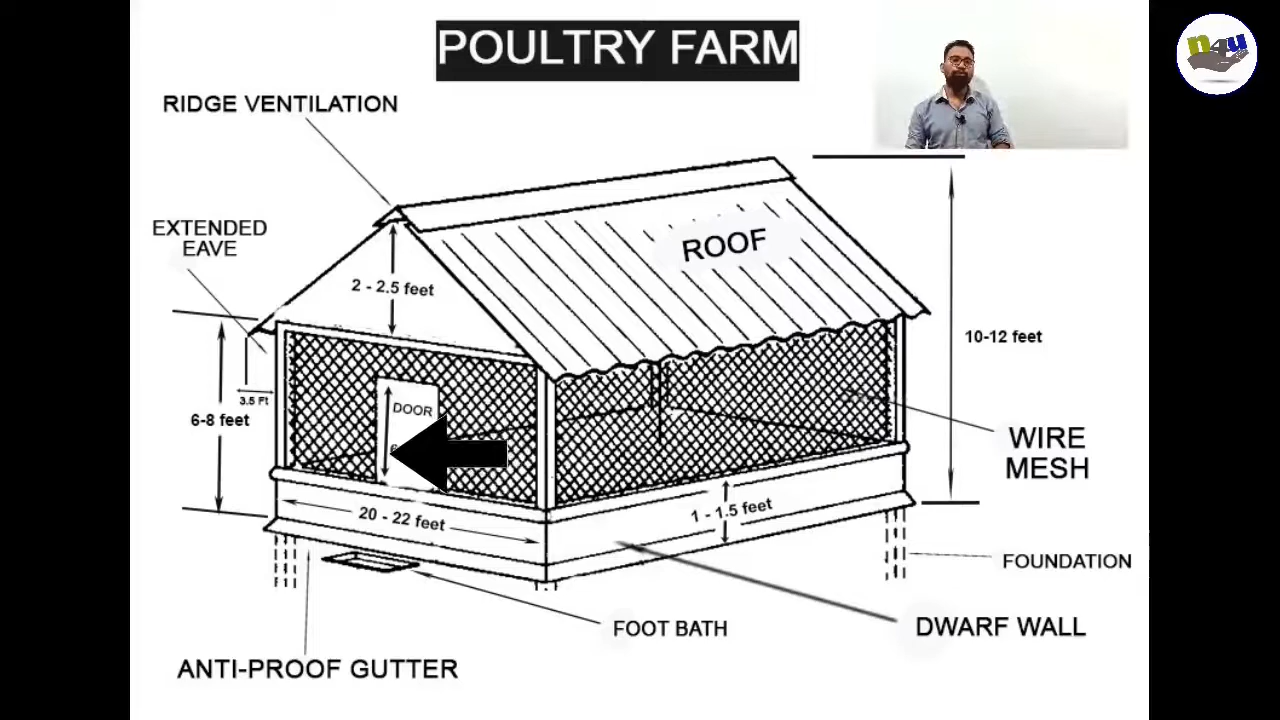 POULTRY FARM
n4u
RIDGE VENTILATION
EXTENDED
EAVE
ROOF
2 - 2.5 feet
10-12 feet
3.5 Ft
6-8 feet
DOOR
WIRE
MESH
20 - 22 feet
1 - 1.5 feet
FOUNDATION
FOOT BATH
DWARF WALL
ANTI-PROOF GUTTER